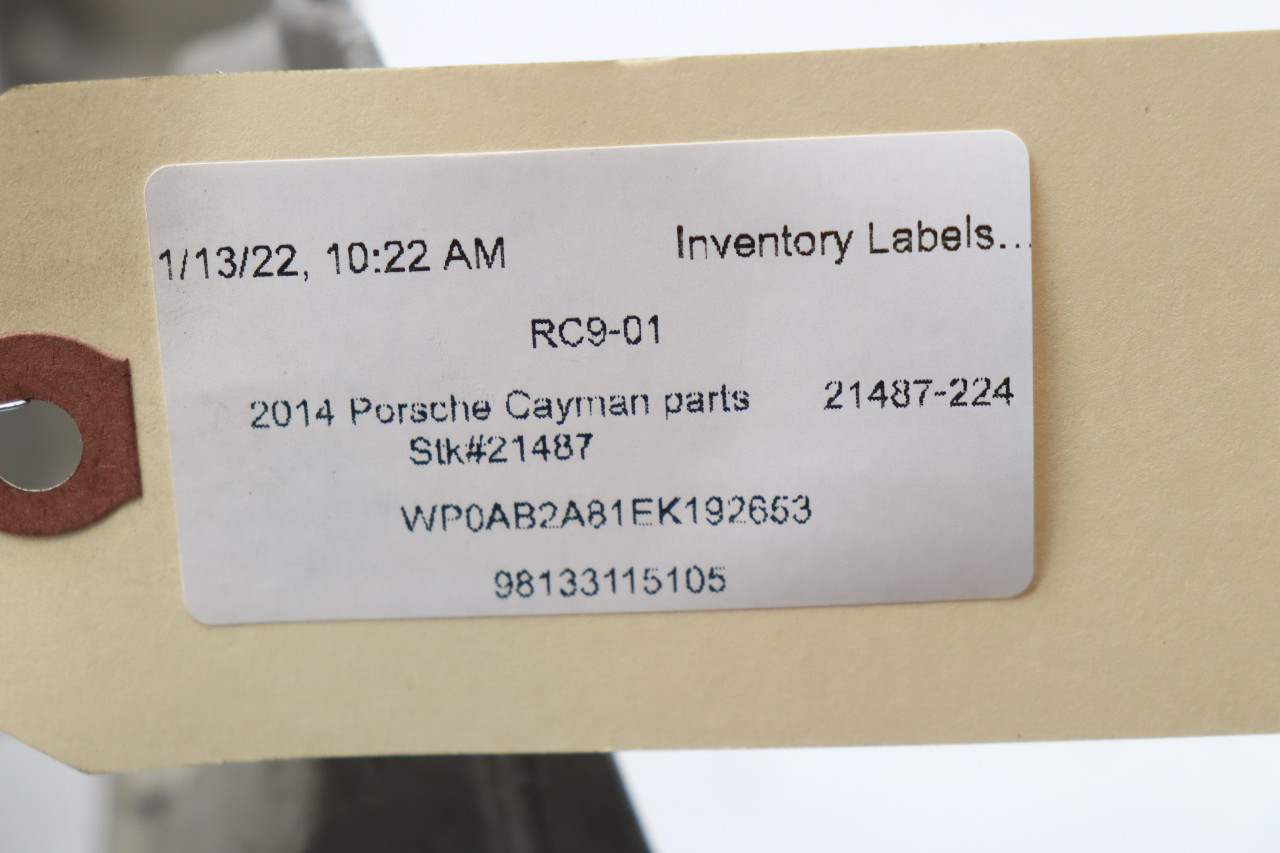 1/13/22, 10:22 AM Inventory Labels...
RC9-01
2014 Porsche Cayman parts 21487-224
Stk#21487
WP0AB2A81EK192653
98133115105